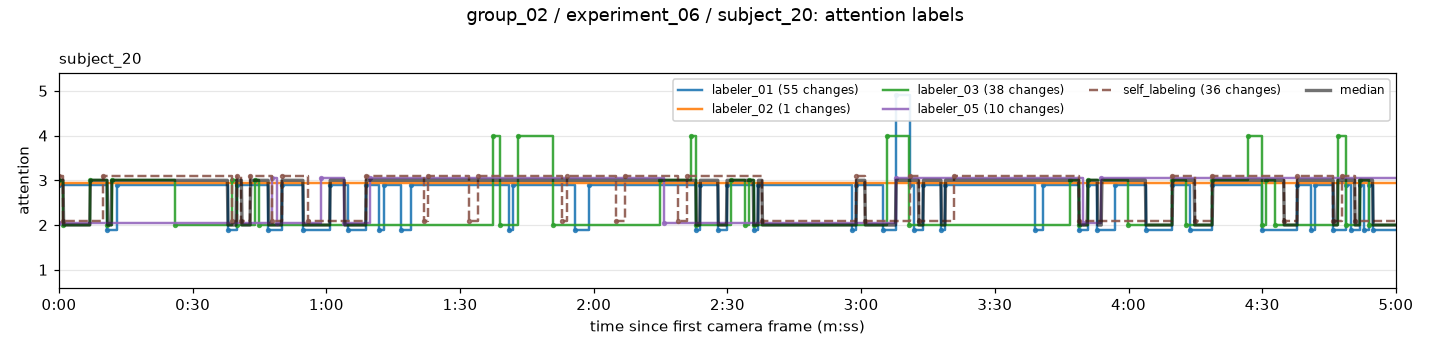 group_02 / experiment_06 / subject_20: attention labels
subject_20
labeler_01 (55 changes)
labeler_02 (1 changes)
labeler_03 (38 changes)
labeler_05 (10 changes)
self_labeling (36 changes)
median
attention
5
4
3
2
1
0:00 0:30 1:00 1:30 2:00 2:30 3:00 3:30 4:00 4:30 5:00
time since first camera frame (m:ss)